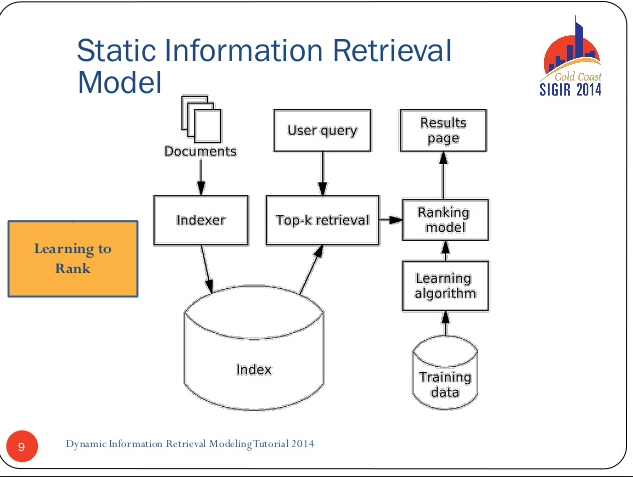 Static Information Retrieval
Model
Gold Coast
SIGIR 2014
Documents
User query
Results
page
Indexer
Top-k retrieval
Ranking
model
Learning to
Rank
Learning
algorithm
Index
Training
data
9
Dynamic Information Retrieval Modeling Tutorial 2014